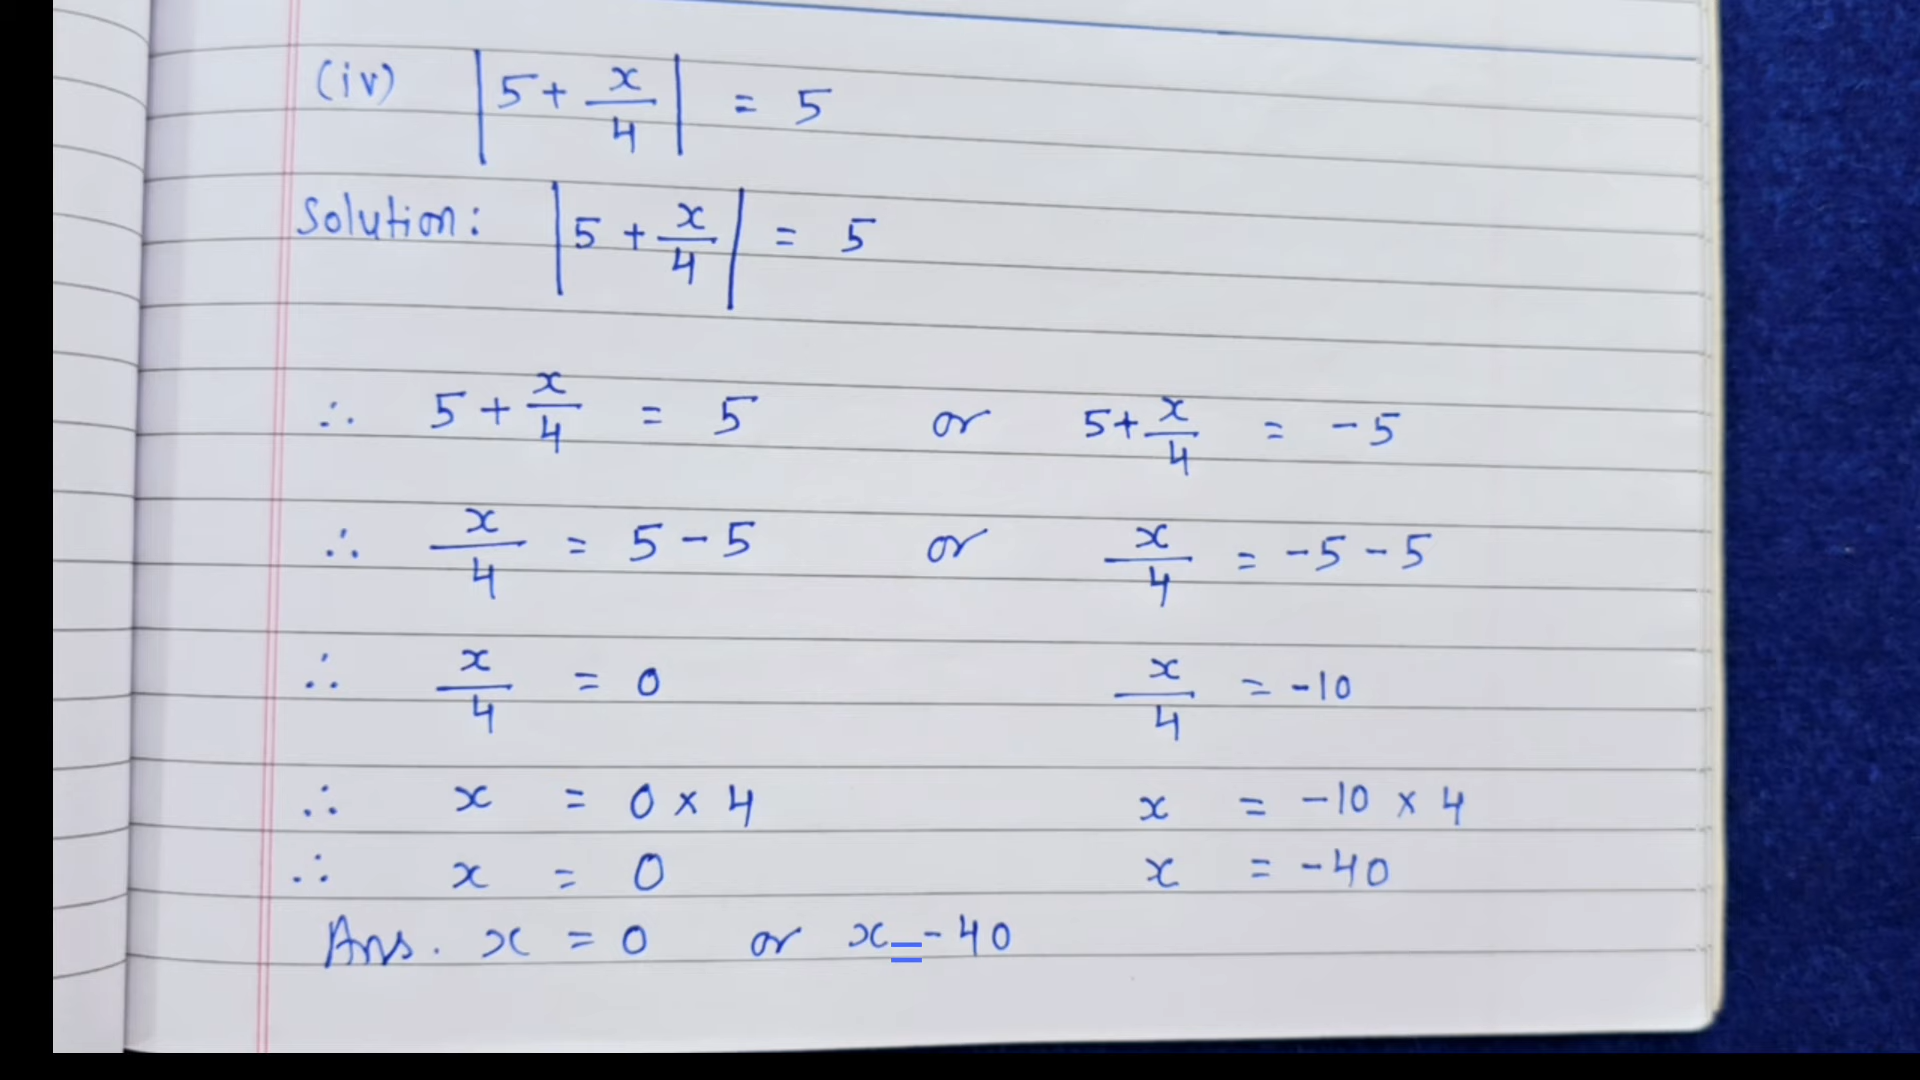 (iv) |5 + x/4| = 5
Solution: |5 + x/4| = 5
∴ 5 + x/4 = 5 or 5 + x/4 = -5
∴ x/4 = 5 - 5 or x/4 = -5 - 5
∴ x/4 = 0 x/4 = -10
∴ x = 0 × 4 x = -10 × 4
∴ x = 0 x = -40
Ans. x = 0 or x = -40